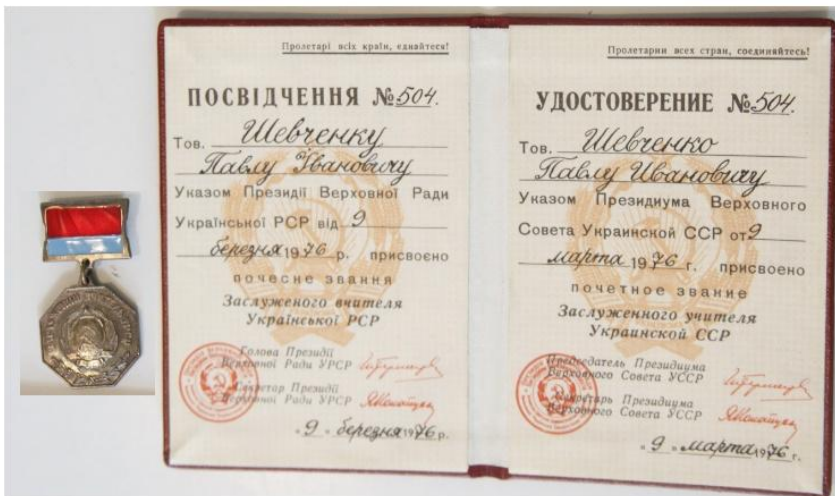 Пролетарі всіх країн, єднайтеся!
ПОСВІДЧЕННЯ №504.
Тов. Шевченку
Павлу Івановичу
Указом Президії Верховної Ради
Української РСР від 9
березня 1976 р. присвоєно
почесне звання
Заслуженого вчителя
Української РСР
Голова Президії
Верховної Ради УРСР
Секретар Президії
Верховної Ради УРСР
"9" березня 1976 р.
Пролетарии всех стран, соединяйтесь!
УДОСТОВЕРЕНИЕ №504.
Тов. Шевченко
Павлу Ивановичу
Указом Президиума Верховного
Совета Украинской ССР от 9
марта 1976 г. присвоено
почетное звание
Заслуженного учителя
Украинской ССР
Председатель Президиума
Верховного Совета УССР
Секретарь Президиума
Верховного Совета УССР
"9" марта 1976 г.